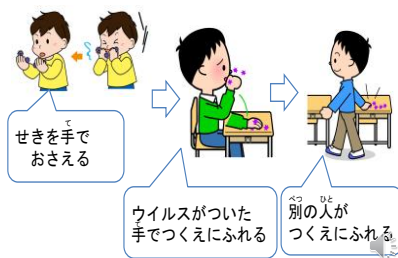 せきを手で
おさえる
ウイルスがついた
手でつくえにふれる
別の人が
つくえにふれる